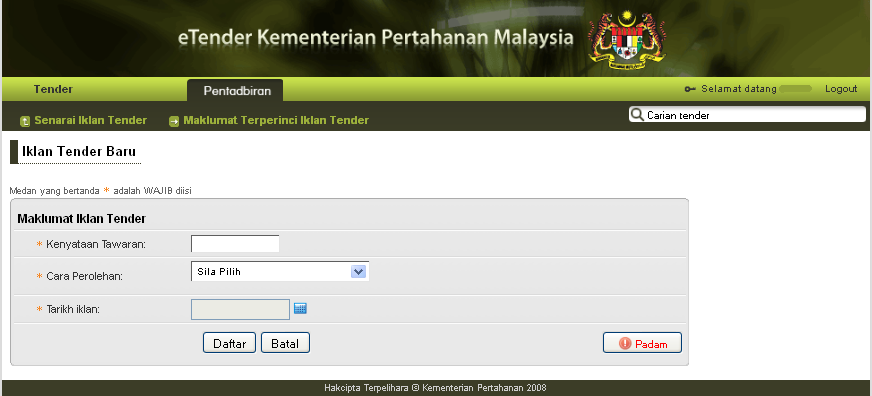 eTender Kementerian Pertahanan Malaysia
Tender
Pentadbiran
Selamat datang
Logout
Senarai Iklan Tender
Maklumat Terperinci Iklan Tender
Carian tender
Iklan Tender Baru
Medan yang bertanda * adalah WAJIB diisi
Maklumat Iklan Tender
* Kenyataan Tawaran:
* Cara Perolehan:
Sila Pilih
* Tarikh iklan:
Daftar
Batal
Padam
Hakcipta Terpelihara © Kementerian Pertahanan 2008